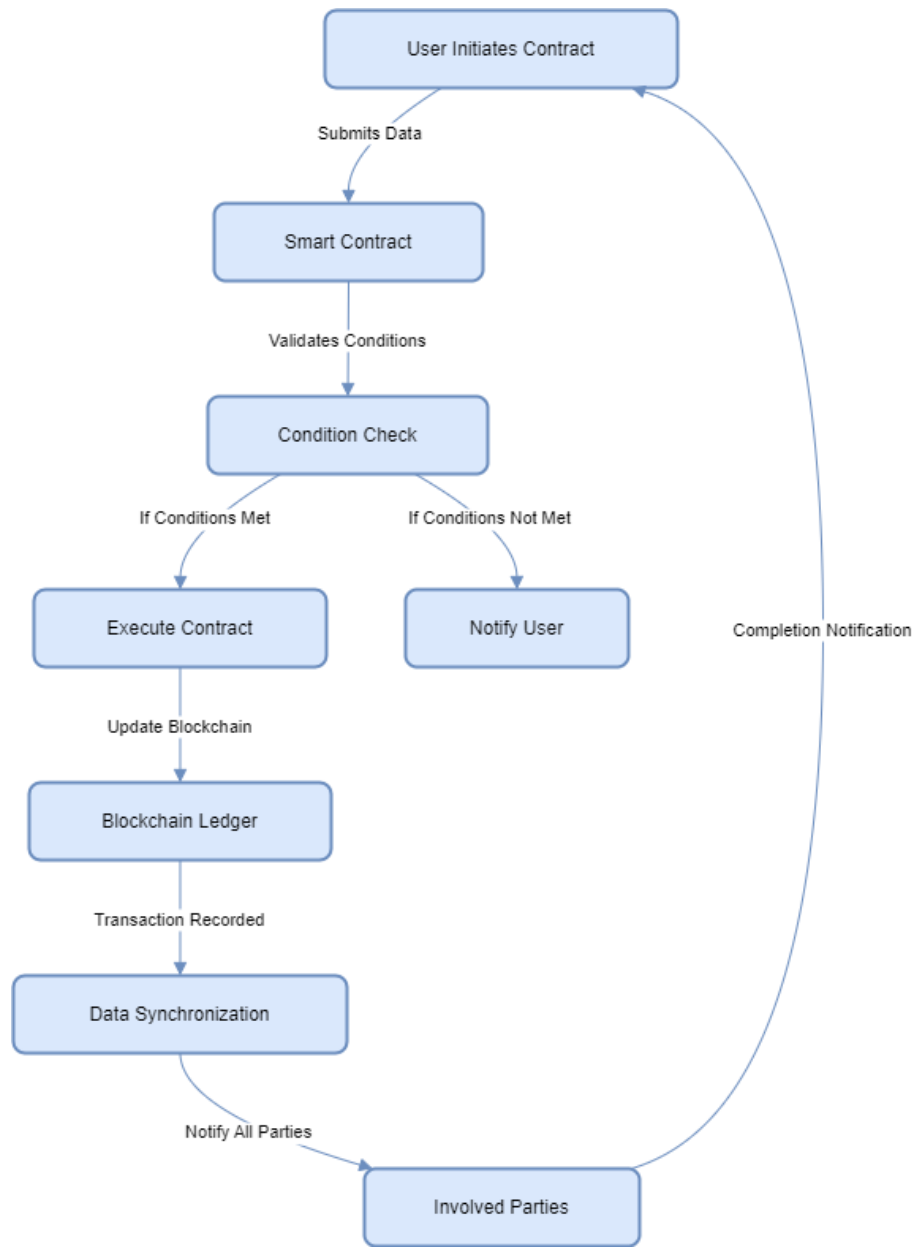 User Initiates Contract
Submits Data
Smart Contract
Validates Conditions
Condition Check
If Conditions Met
If Conditions Not Met
Execute Contract
Notify User
Completion Notification
Update Blockchain
Blockchain Ledger
Transaction Recorded
Data Synchronization
Notify All Parties
Involved Parties